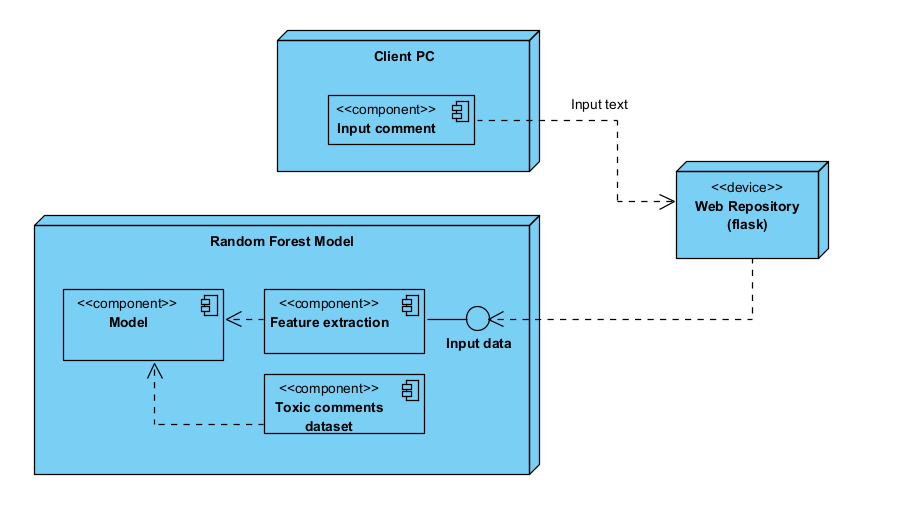 Client PC
<<component>>
Input comment
Input text
<<device>>
Web Repository
(flask)
Random Forest Model
<<component>>
Model
<<component>>
Feature extraction
Input data
<<component>>
Toxic comments
dataset